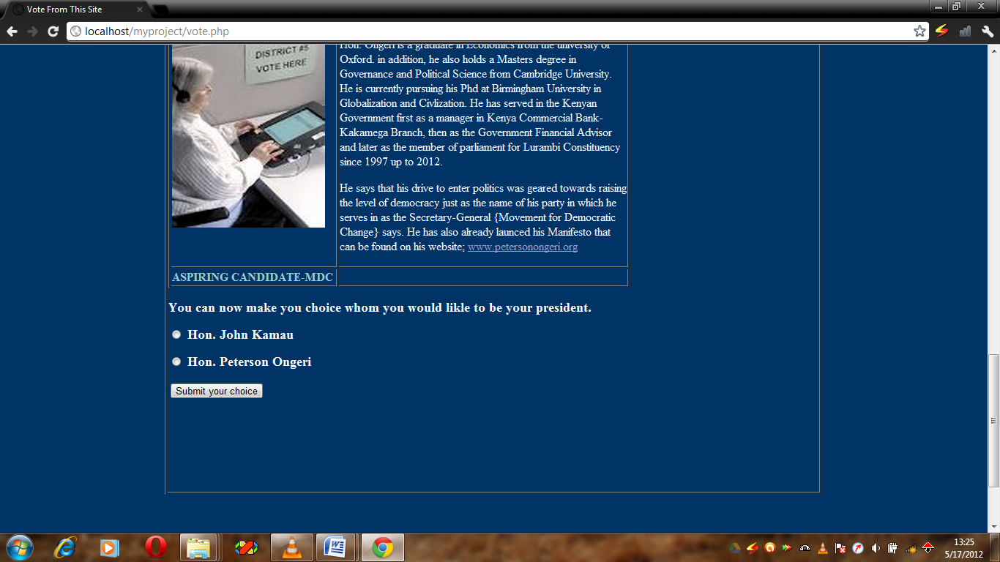 Vote From This Site
localhost/myproject/vote.php
DISTRICT #5
VOTE HERE
Hon. Ongeri is a graduate in Economics from the university of
Oxford. in addition, he also holds a Masters degree in
Governance and Political Science from Cambridge University.
He is currently pursuing his Phd at Birmingham University in
Globalization and Civlization. He has served in the Kenyan
Government first as a manager in Kenya Commercial Bank-
Kakamega Branch, then as the Government Financial Advisor
and later as the member of parliament for Lurambi Constituency
since 1997 up to 2012.
He says that his drive to enter politics was geared towards raising
the level of democracy just as the name of his party in which he
serves in as the Secretary-General {Movement for Democratic
Change} says. He has also already launced his Manifesto that
can be found on his website; www.petersonongeri.org
ASPIRING CANDIDATE-MDC
You can now make you choice whom you would likle to be your president.
Hon. John Kamau
Hon. Peterson Ongeri
Submit your choice
13:25
5/17/2012